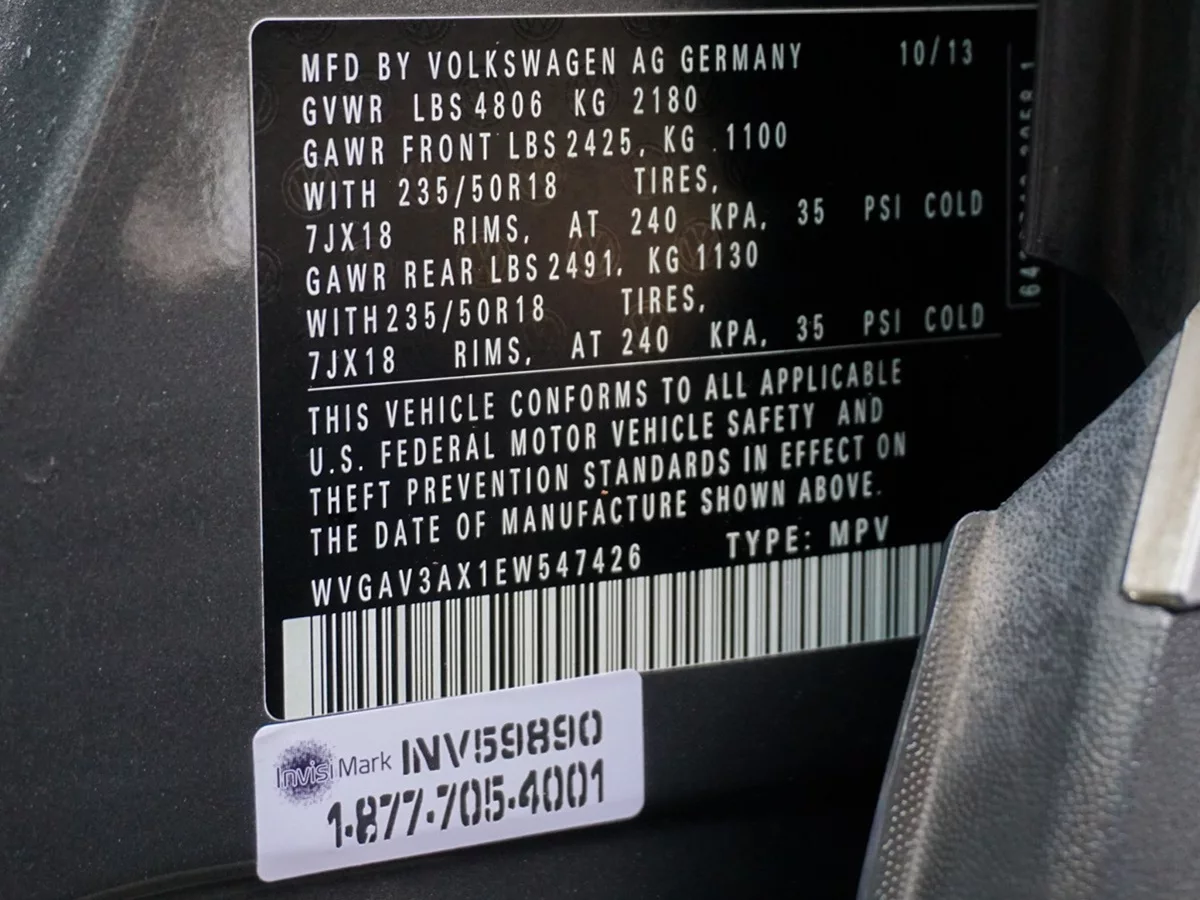 MFD BY VOLKSWAGEN AG GERMANY 10/13
GVWR LBS 4806 KG 2180
GAWR FRONT LBS 2425, KG .1100
WITH 235/50R18 TIRES,
7JX18 RIMS, AT 240 KPA, 35 PSI COLD
GAWR REAR LBS 2491, KG 1130
WITH 235/50R18 TIRES,
7JX18 RIMS, AT 240 KPA, 35 PSI COLD
THIS VEHICLE CONFORMS TO ALL APPLICABLE
U.S. FEDERAL MOTOR VEHICLE SAFETY AND
THEFT PREVENTION STANDARDS IN EFFECT ON
THE DATE OF MANUFACTURE SHOWN ABOVE.
WVGAV3AX1EW547426 TYPE: MPV
InvisiMark INV59890
1-877-705-4001